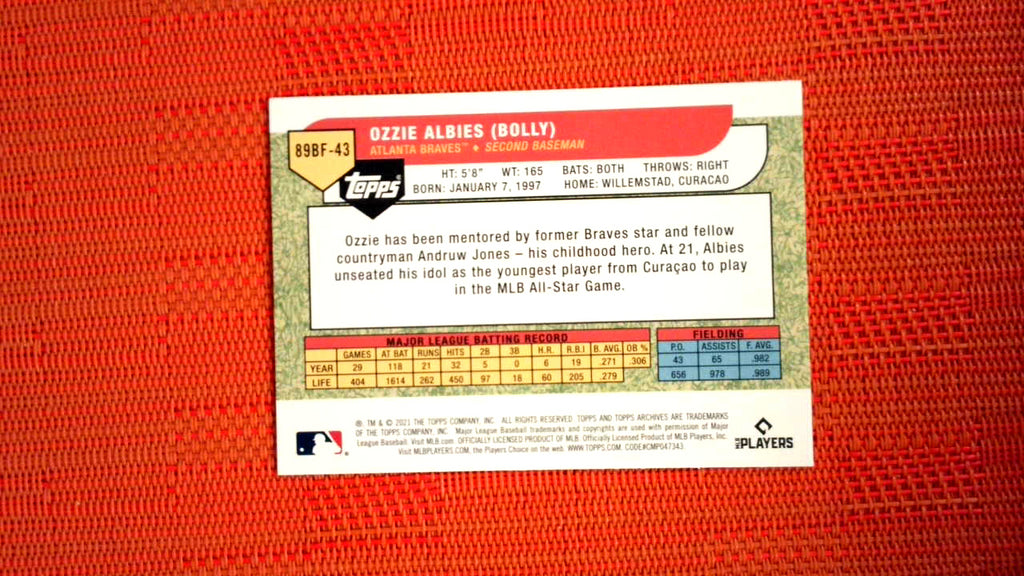 89BF-43
OZZIE ALBIES (BOLLY)
ATLANTA BRAVES™ ♦ SECOND BASEMAN
Topps®
HT: 5'8" WT: 165 BATS: BOTH THROWS: RIGHT
BORN: JANUARY 7, 1997 HOME: WILLEMSTAD, CURACAO
Ozzie has been mentored by former Braves star and fellow
countryman Andruw Jones – his childhood hero. At 21, Albies
unseated his idol as the youngest player from Curaçao to play
in the MLB All-Star Game.
MAJOR LEAGUE BATTING RECORD
GAMES AT BAT RUNS HITS 2B 3B H.R. R.B.I B. AVG. OB %
YEAR 29 118 21 32 5 0 6 19 .271 .306
LIFE 404 1614 262 450 97 18 60 205 .279
FIELDING
P.O. ASSISTS F. AVG.
43 65 .982
656 978 .989
®, TM & © 2021 THE TOPPS COMPANY, INC. ALL RIGHTS RESERVED. TOPPS AND TOPPS ARCHIVES ARE TRADEMARKS
OF THE TOPPS COMPANY, INC. Major League Baseball trademarks and copyrights are used with permission of Major
League Baseball. Visit MLB.com. OFFICIALLY LICENSED PRODUCT OF MLB. Officially Licensed Product of MLB Players, Inc.
Visit MLBPLAYERS.COM, the Players Choice on the web. WWW.TOPPS.COM. CODE#CMP047343
MLB PLAYERS